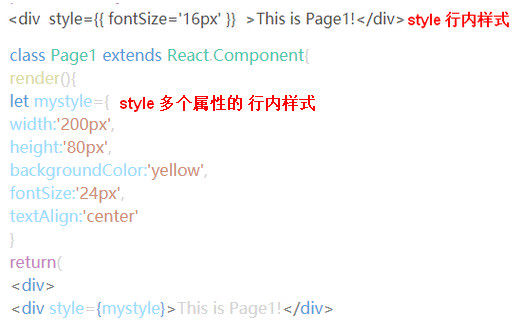 <div style={{ fontSize='16px' }} >This is Page1!</div> style 行内样式
class Page1 extends React.Component{
render(){
let mystyle={ style 多个属性的 行内样式
width:'200px',
height:'80px',
backgroundColor:'yellow',
fontSize:'24px',
textAlign:'center'
}
return(
<div>
<div style={mystyle}>This is Page1!</div>